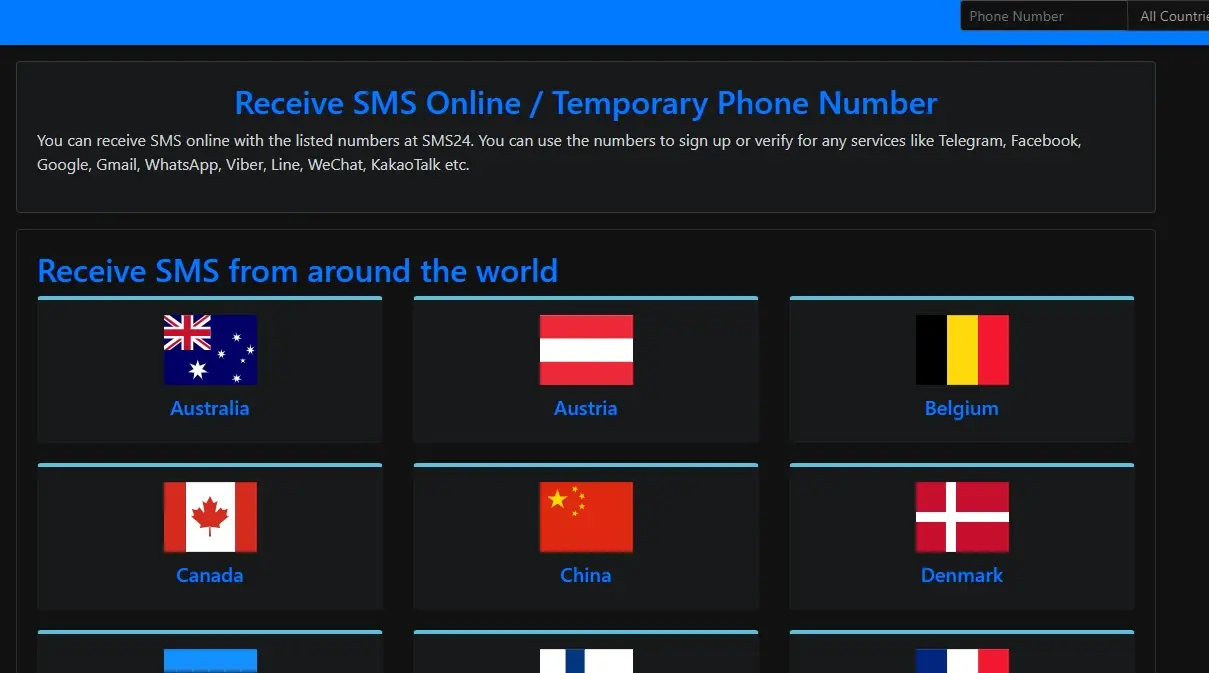 Phone Number
All Countrie
Receive SMS Online / Temporary Phone Number
You can receive SMS online with the listed numbers at SMS24. You can use the numbers to sign up or verify for any services like Telegram, Facebook,
Google, Gmail, WhatsApp, Viber, Line, WeChat, KakaoTalk etc.
Receive SMS from around the world
Australia
Austria
Belgium
Canada
China
Denmark